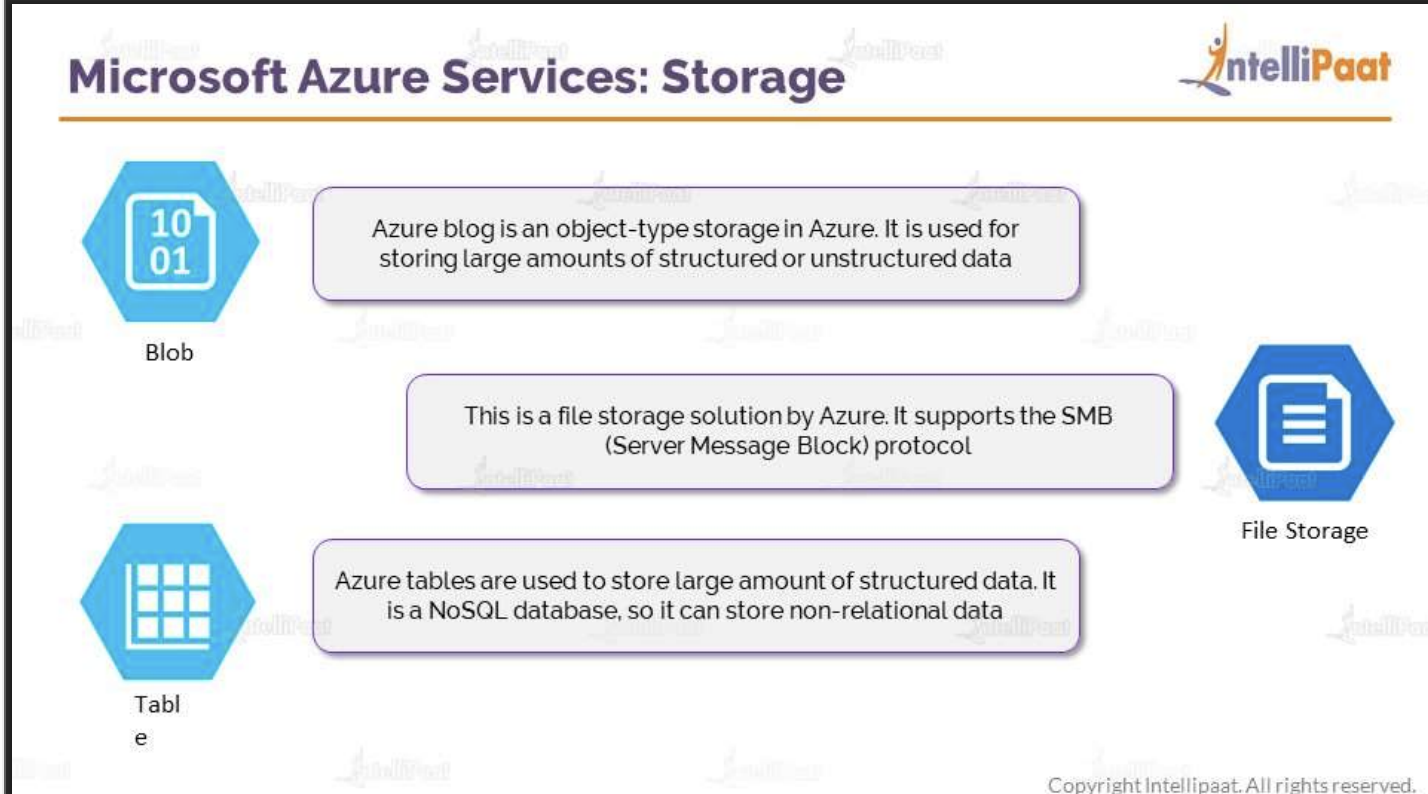 Microsoft Azure Services: Storage
IntelliPaat
10
01
Azure blog is an object-type storage in Azure. It is used for
storing large amounts of structured or unstructured data
Blob
This is a file storage solution by Azure. It supports the SMB
(Server Message Block) protocol
File Storage
Azure tables are used to store large amount of structured data. It
is a NoSQL database, so it can store non-relational data
Tabl
e
Copyright Intellipaat. All rights reserved.